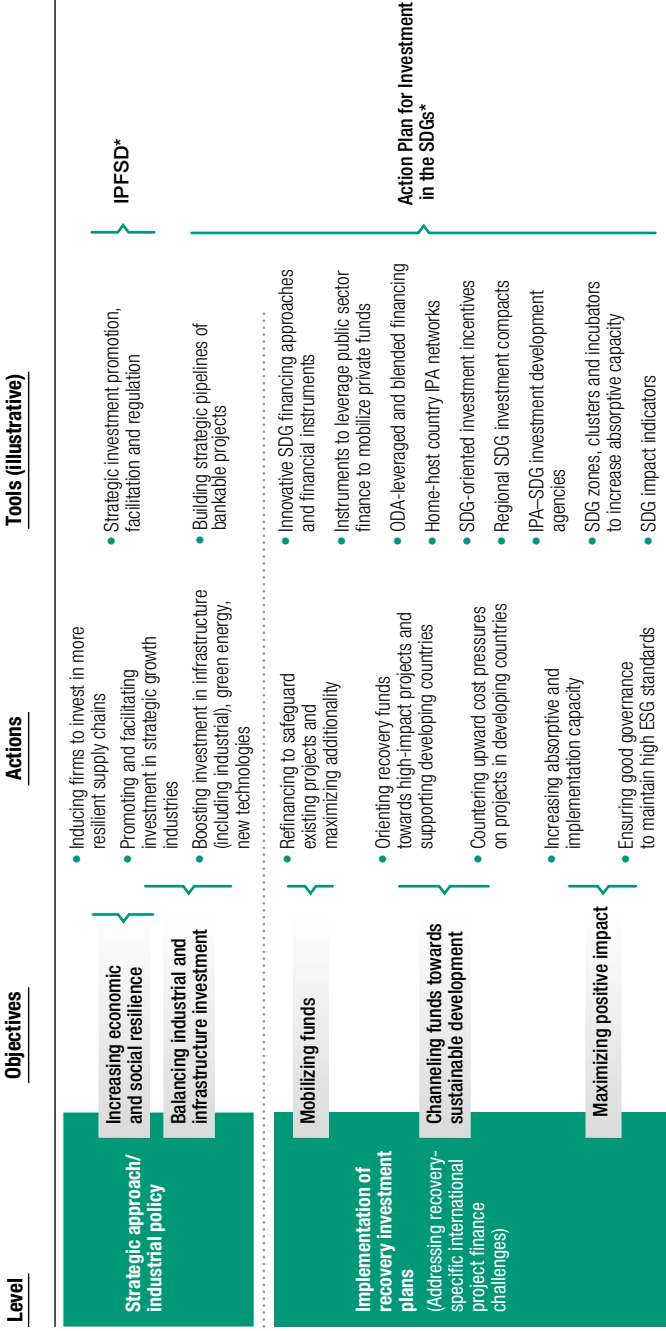 Level
Objectives
Actions
Tools (illustrative)
Strategic approach/
industrial policy
Increasing economic
and social resilience
Balancing industrial and
infrastructure investment
• Inducing firms to invest in more
resilient supply chains
• Promoting and facilitating
investment in strategic growth
industries
• Boosting investment in infrastructure
(including industrial), green energy,
new technologies
• Strategic investment promotion,
facilitation and regulation
• Building strategic pipelines of
bankable projects
IPFSD*
Implementation of
recovery investment
plans
(Addressing recovery-
specific international
project finance
challenges)
Mobilizing funds
Channeling funds towards
sustainable development
Maximizing positive impact
• Refinancing to safeguard
existing projects and
maximizing additionality
• Orienting recovery funds
towards high-impact projects and
supporting developing countries
• Countering upward cost pressures
on projects in developing countries
• Increasing absorptive and
implementation capacity
• Ensuring good governance
to maintain high ESG standards
• Innovative SDG financing approaches
and financial instruments
• Instruments to leverage public sector
finance to mobilize private funds
• ODA-leveraged and blended financing
• Home-host country IPA networks
• SDG-oriented investment incentives
• Regional SDG investment compacts
• IPA–SDG investment development
agencies
• SDG zones, clusters and incubators
to increase absorptive capacity
• SDG impact indicators
Action Plan for Investment
in the SDGs*